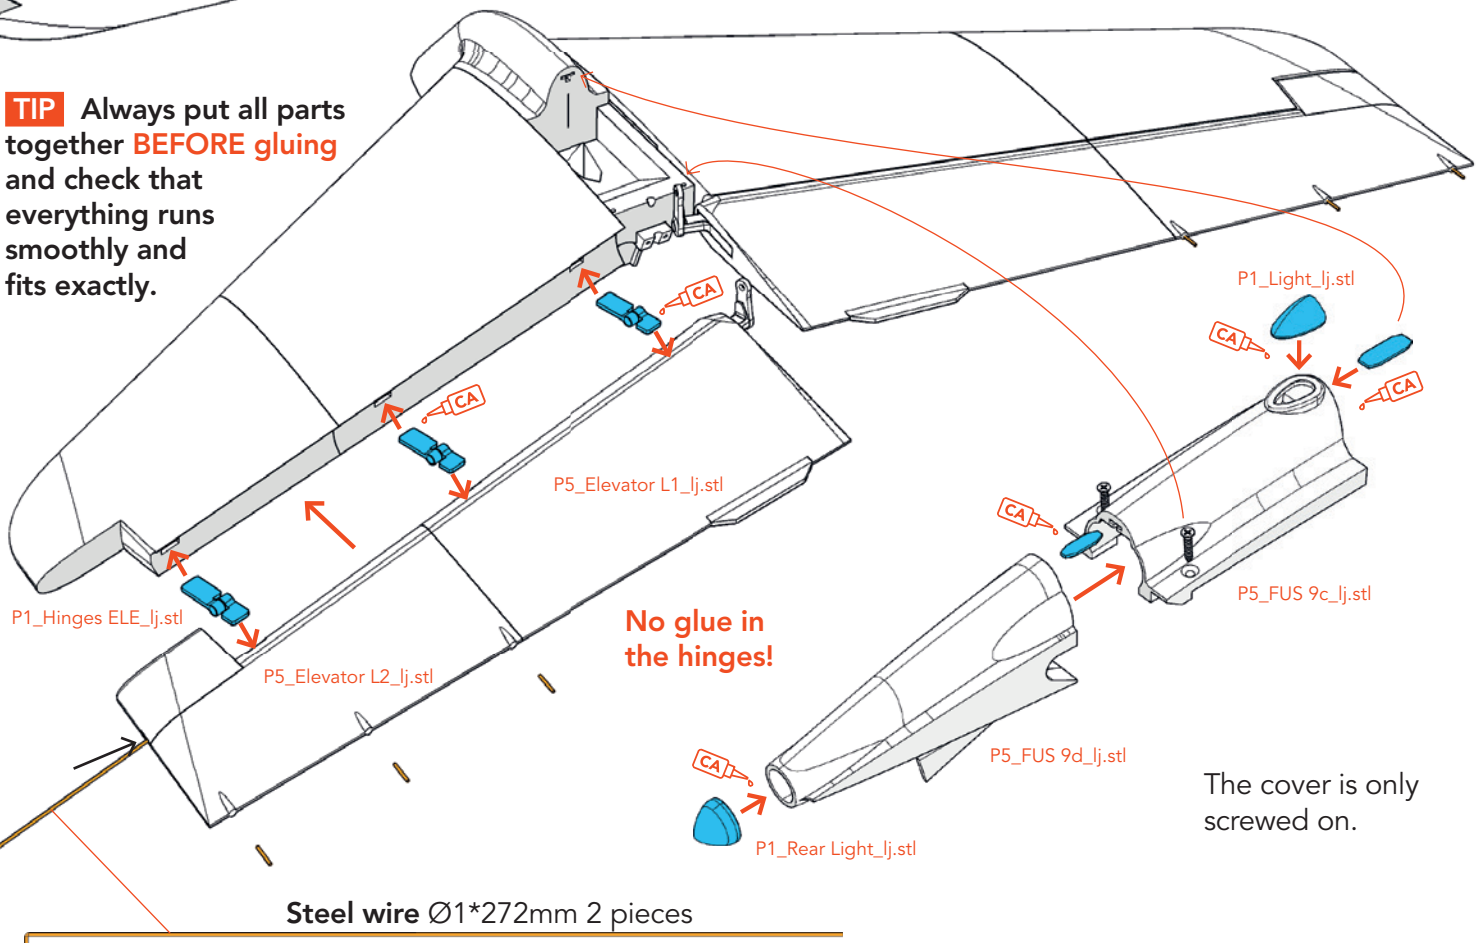 TIP Always put all parts
together BEFORE gluing
and check that
everything runs
smoothly and
fits exactly.
P1_Light_lj.stl
CA
CA
CA
CA
P5_Elevator L1_lj.stl
CA
P1_Hinges ELE_lj.stl
P5_FUS 9c_lj.stl
No glue in
the hinges!
P5_Elevator L2_lj.stl
P5_FUS 9d_lj.stl
CA
The cover is only
screwed on.
P1_Rear Light_lj.stl
Steel wire Ø1*272mm 2 pieces